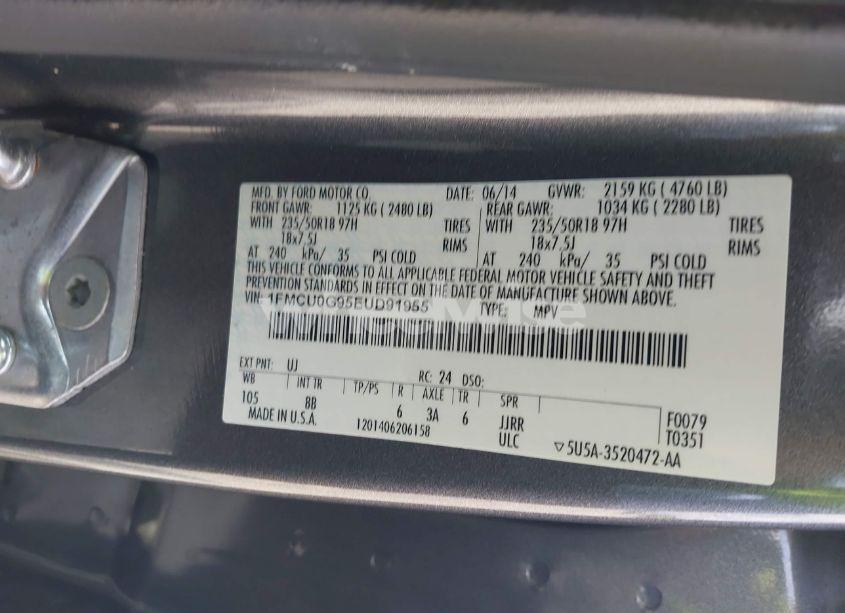 MFD. BY FORD MOTOR CO. DATE: 06/14 GVWR: 2159 KG ( 4760 LB)
FRONT GAWR: 1125 KG ( 2480 LB) REAR GAWR: 1034 KG ( 2280 LB)
WITH 235/50R18 97H TIRES WITH 235/50R18 97H TIRES
18x7.5J RIMS 18x7.5J RIMS
AT 240 kPa/ 35 PSI COLD AT 240 kPa/ 35 PSI COLD
THIS VEHICLE CONFORMS TO ALL APPLICABLE FEDERAL MOTOR VEHICLE SAFETY AND THEFT
PREVENTION STANDARDS IN EFFECT ON THE DATE OF MANUFACTURE SHOWN ABOVE.
VIN: 1FMCU0G95EUD91955 TYPE: MPV
EXT PNT: UJ RC: 24 DSO:
WB INT TR TP/PS R AXLE TR SPR
105 8B 6 3A 6 JJRR F0079
MADE IN U.S.A. 1201406206158 ULC T0351
▽5U5A-3520472-AA